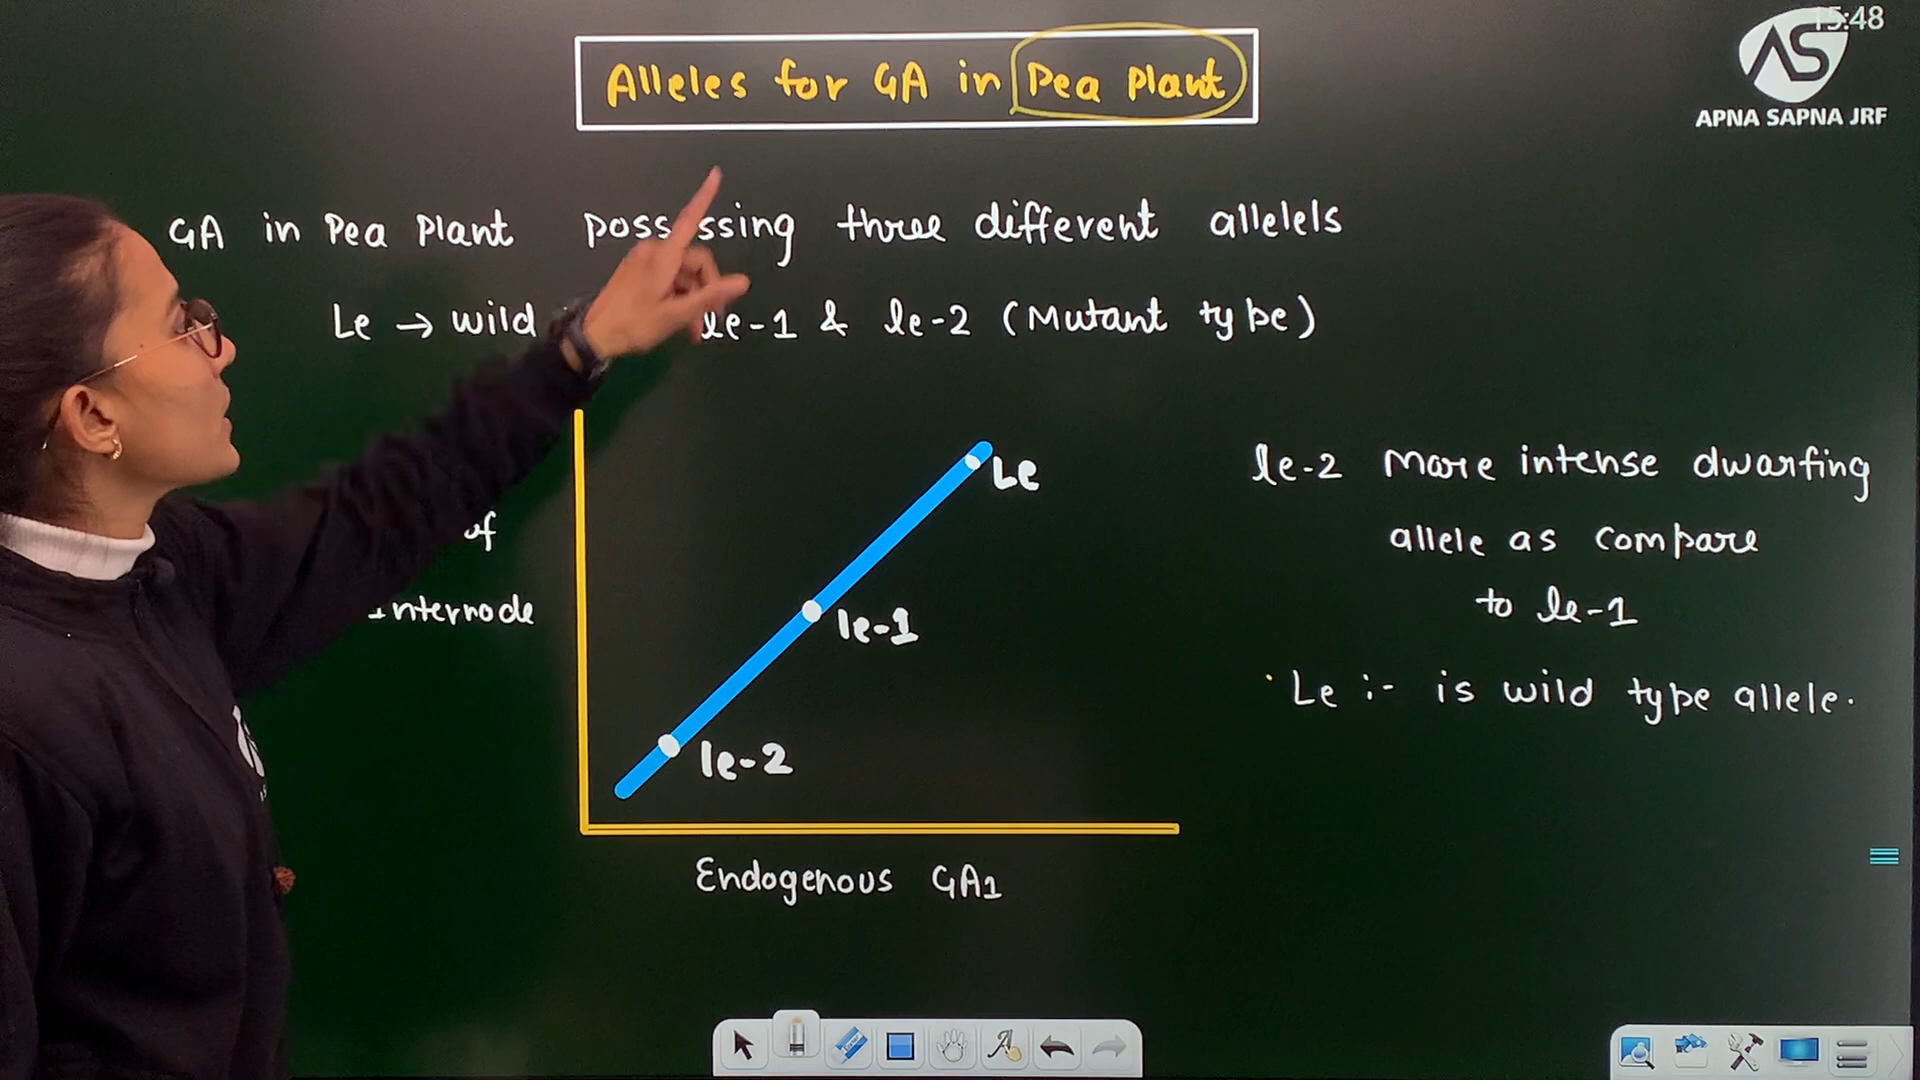 15:48
AS
APNA SAPNA JRF
Alleles for GA in Pea Plant
GA in Pea Plant possessing three different allelels
Le → wild le-1 & le-2 (Mutant type)
of
Internode
Le
le-1
le-2
Endogenous GA1
le-2 More intense dwarfing
allele as compare
to le-1
Le :- is wild type allele.